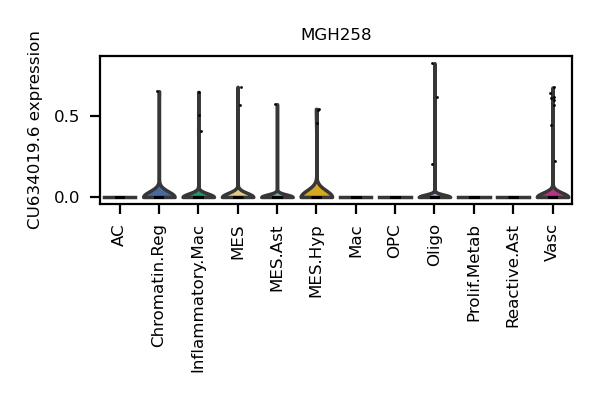 MGH258
CU634019.6 expression
0.5
0.0
AC
Chromatin.Reg
Inflammatory.Mac
MES
MES.Ast
MES.Hyp
Mac
OPC
Oligo
Prolif.Metab
Reactive.Ast
Vasc